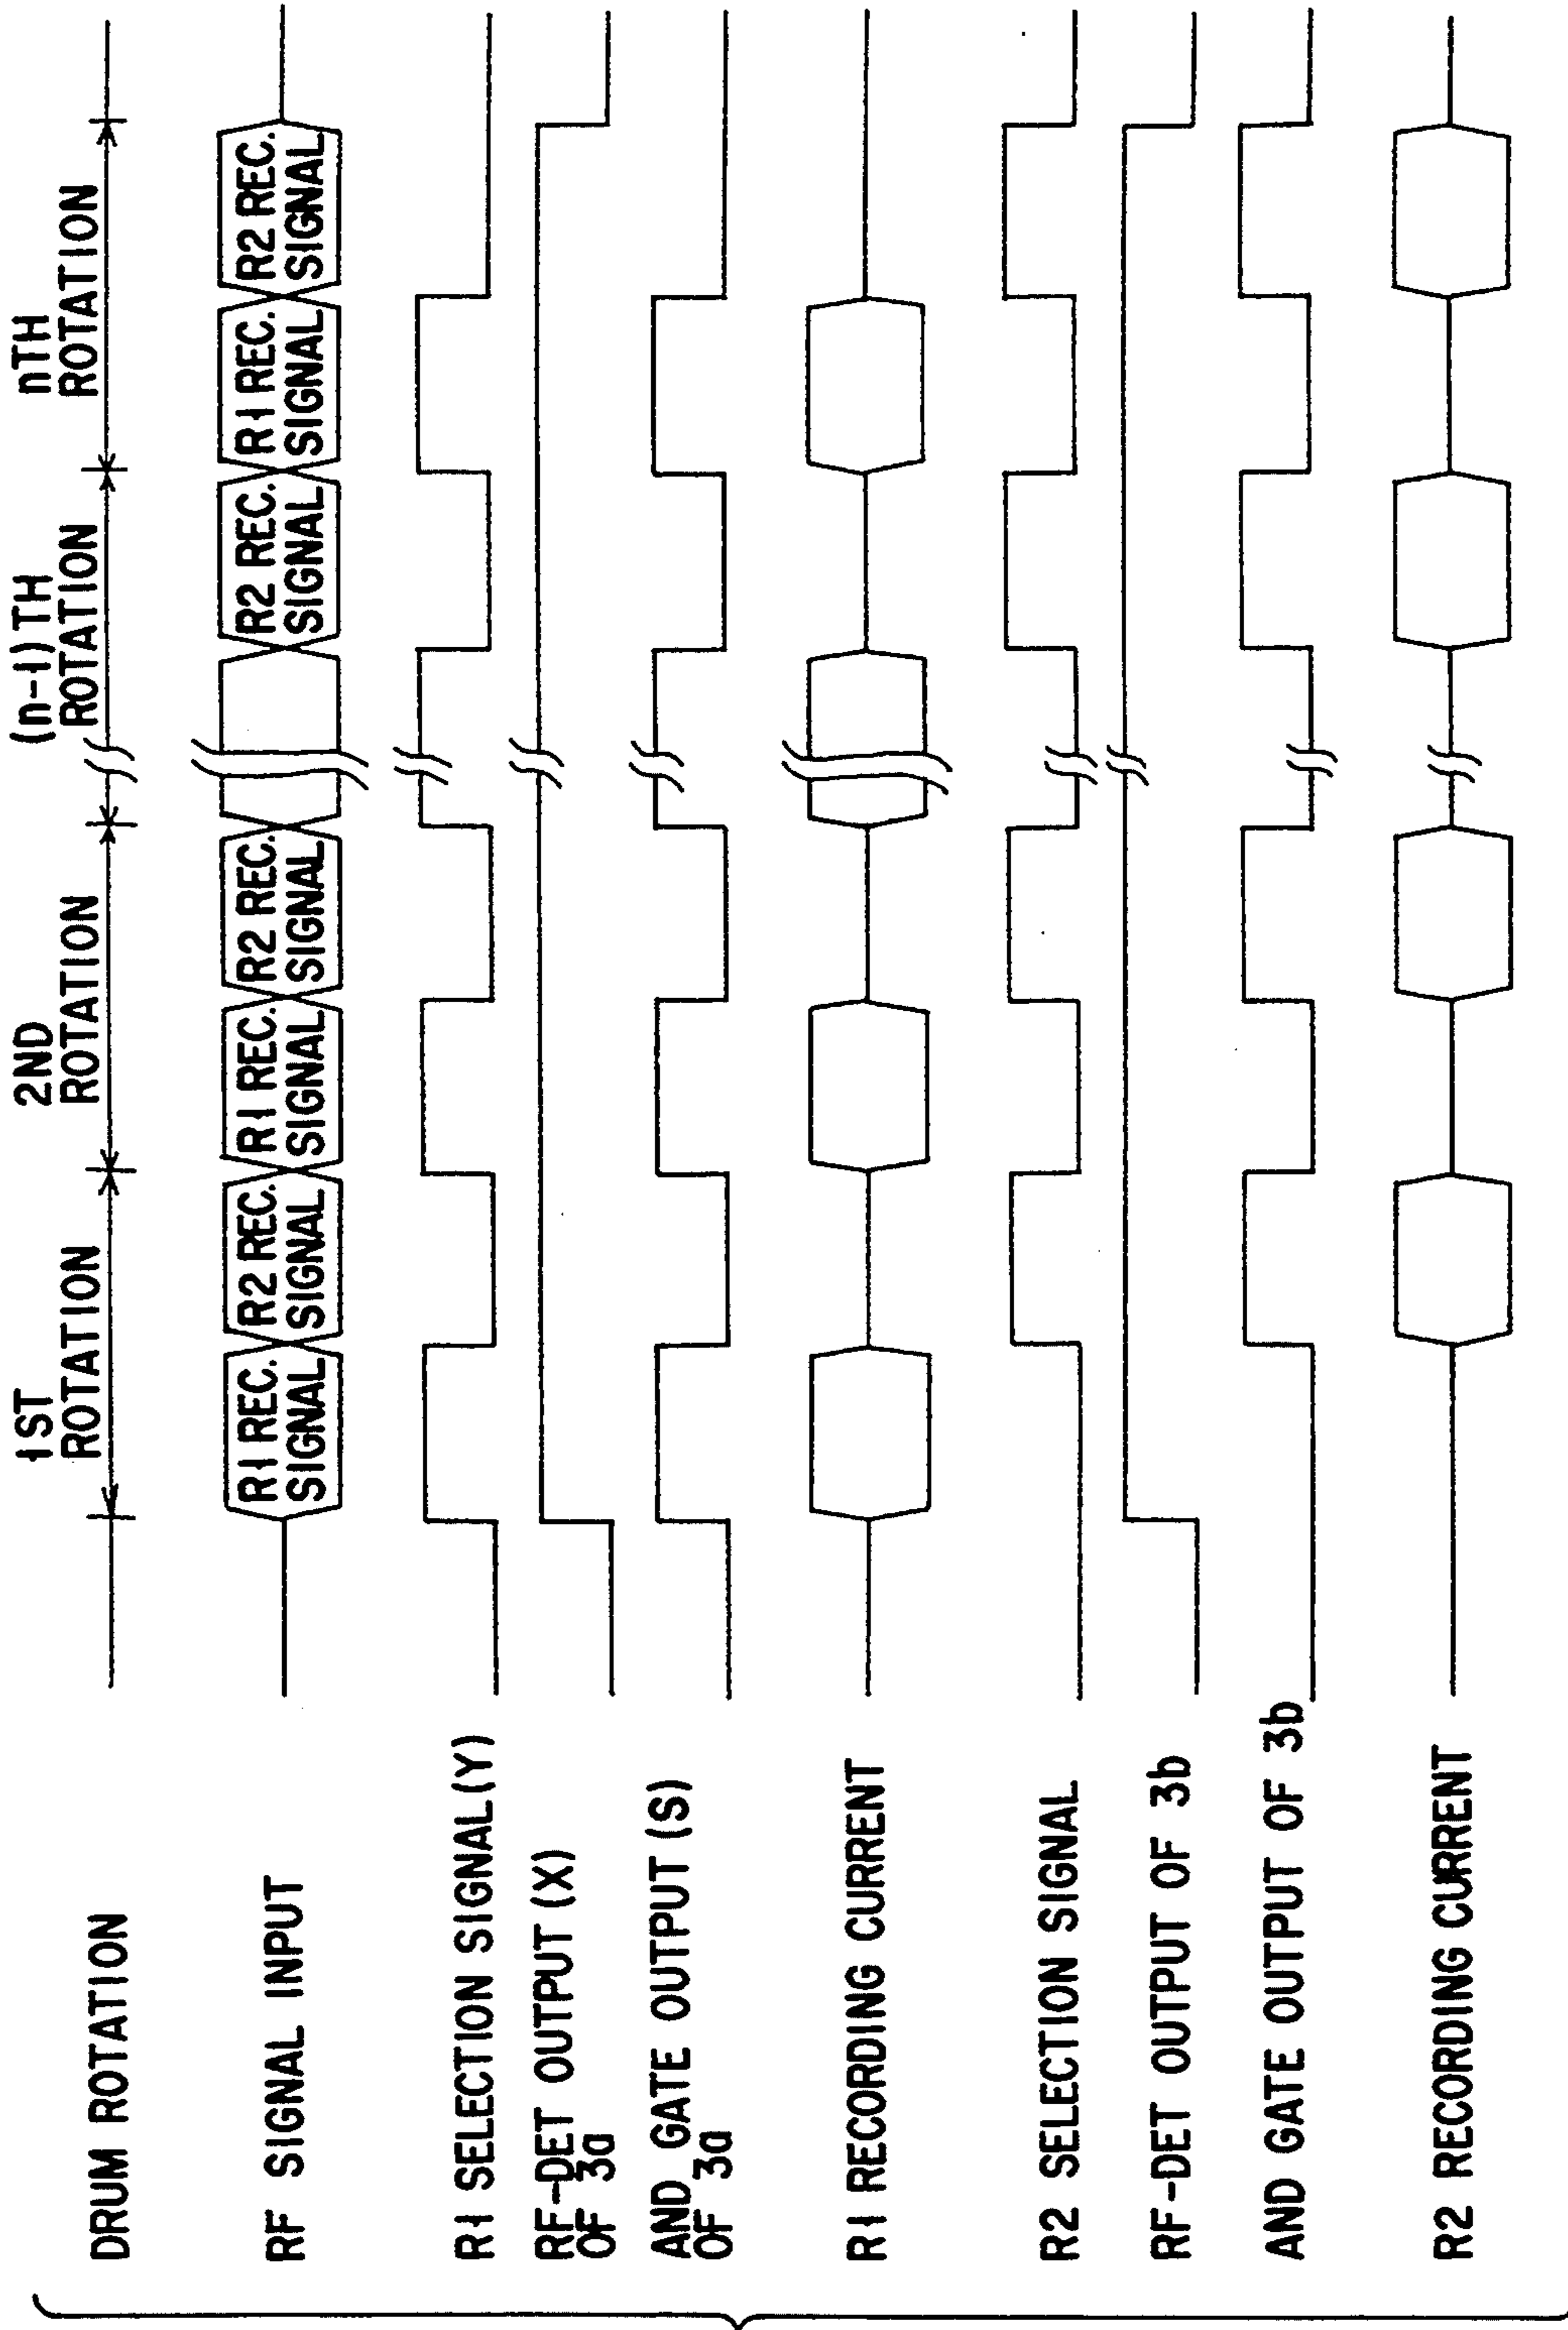 1ST
ROTATION
2ND
ROTATION
(n-1)TH
ROTATION
nTH
ROTATION
DRUM ROTATION
RF SIGNAL INPUT
R1 REC.
SIGNAL
R2 REC.
SIGNAL
R1 REC.
SIGNAL
R2 REC.
SIGNAL
R2 REC.
SIGNAL
R1 REC.
SIGNAL
R2 REC.
SIGNAL
R1 SELECTION SIGNAL(Y)
RF-DET OUTPUT (X)
OF 3a
AND GATE OUTPUT (S)
OF 3a
R1 RECORDING CURRENT
R2 SELECTION SIGNAL
RF-DET OUTPUT OF 3b
AND GATE OUTPUT OF 3b
R2 RECORDING CURRENT